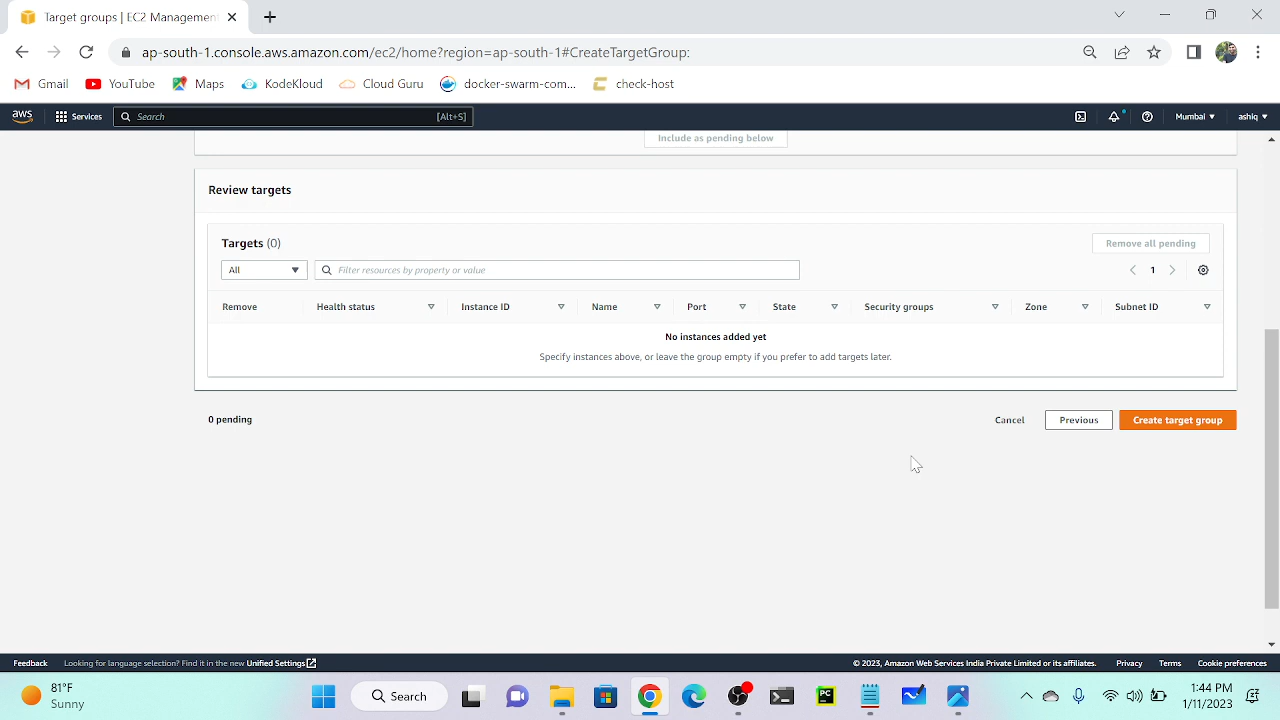 Target groups | EC2 Management
ap-south-1.console.aws.amazon.com/ec2/home?region=ap-south-1#CreateTargetGroup:
Gmail YouTube Maps KodeKloud Cloud Guru docker-swarm-com... check-host
aws Services Search [Alt+S] Mumbai ashiq
Include as pending below
Review targets
Targets (0) Remove all pending
All Filter resources by property or value 1
Remove Health status Instance ID Name Port State Security groups Zone Subnet ID
No instances added yet
Specify instances above, or leave the group empty if you prefer to add targets later.
0 pending Cancel Previous Create target group
Feedback Looking for language selection? Find it in the new Unified Settings © 2023, Amazon Web Services India Private Limited or its affiliates. Privacy Terms Cookie preferences
81°F
Sunny
Search
PC
1:44 PM
1/11/2023